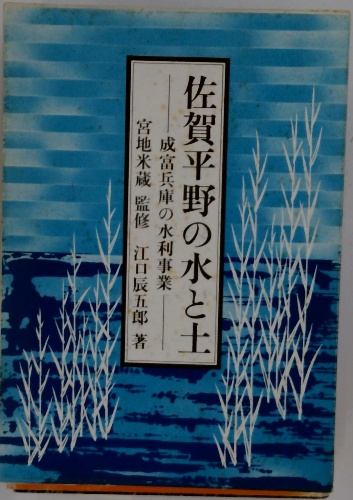 佐賀平野の水と土
――成富兵庫の水利事業――
宮地米蔵 監修 江口辰五郎 著